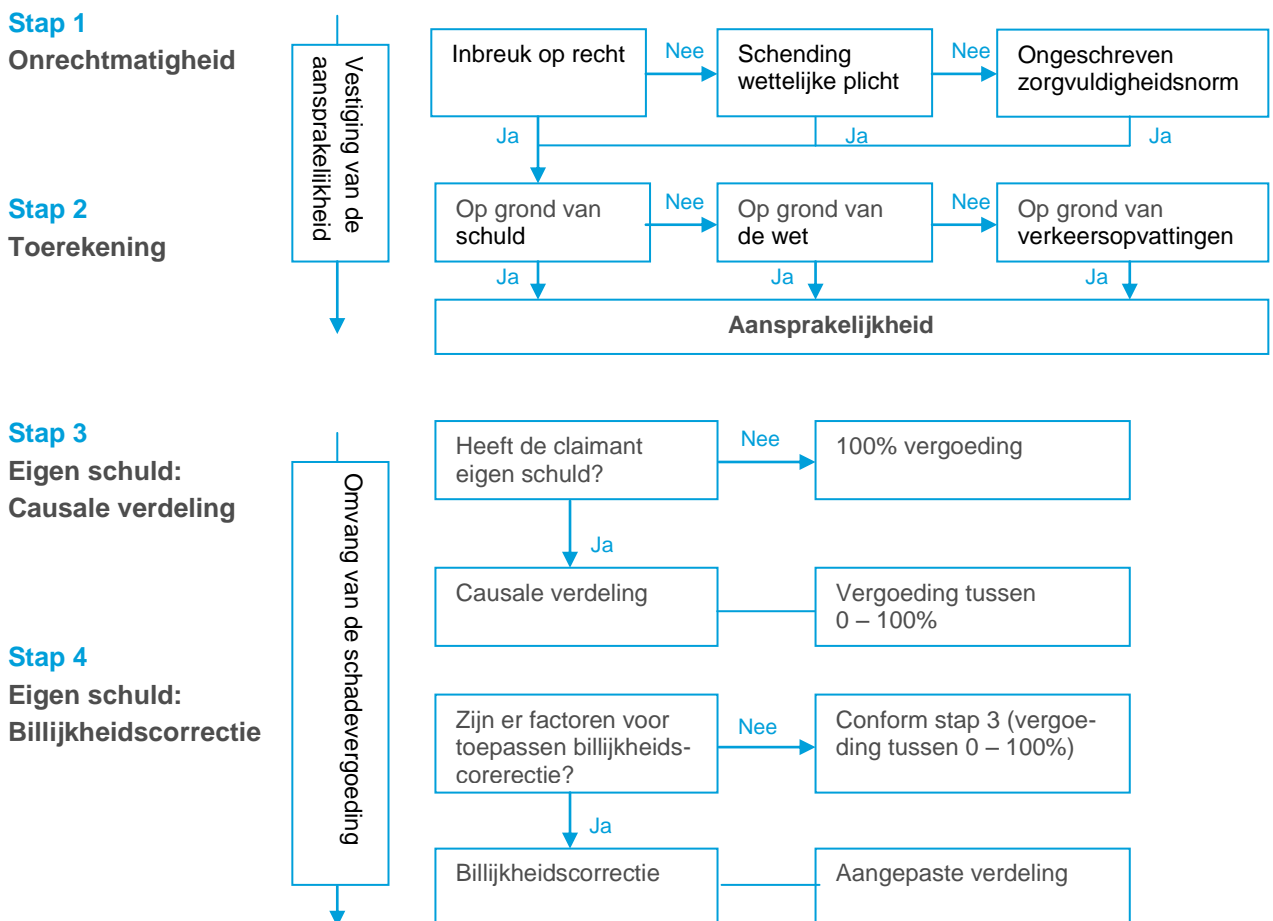 Stap 1
Onrechtmatigheid
Vestiging van de
aansprakelijkheid
Inbreuk op recht
Nee
Schending
wettelijke plicht
Nee
Ongeschreven
zorgvuldigheidsnorm
Ja
Ja
Ja
Stap 2
Toerekening
Op grond van
schuld
Nee
Op grond van
de wet
Nee
Op grond van
verkeersopvattingen
Ja
Ja
Ja
Aansprakelijkheid
Stap 3
Eigen schuld:
Causale verdeling
Omvang van de schadevergoeding
Heeft de claimant
eigen schuld?
Nee
100% vergoeding
Ja
Causale verdeling
Vergoeding tussen
0 – 100%
Stap 4
Eigen schuld:
Billijkheidscorrectie
Zijn er factoren voor
toepassen billijkheids-
corerectie?
Nee
Conform stap 3 (vergoe-
ding tussen 0 – 100%)
Ja
Billijkheidscorrectie
Aangepaste verdeling